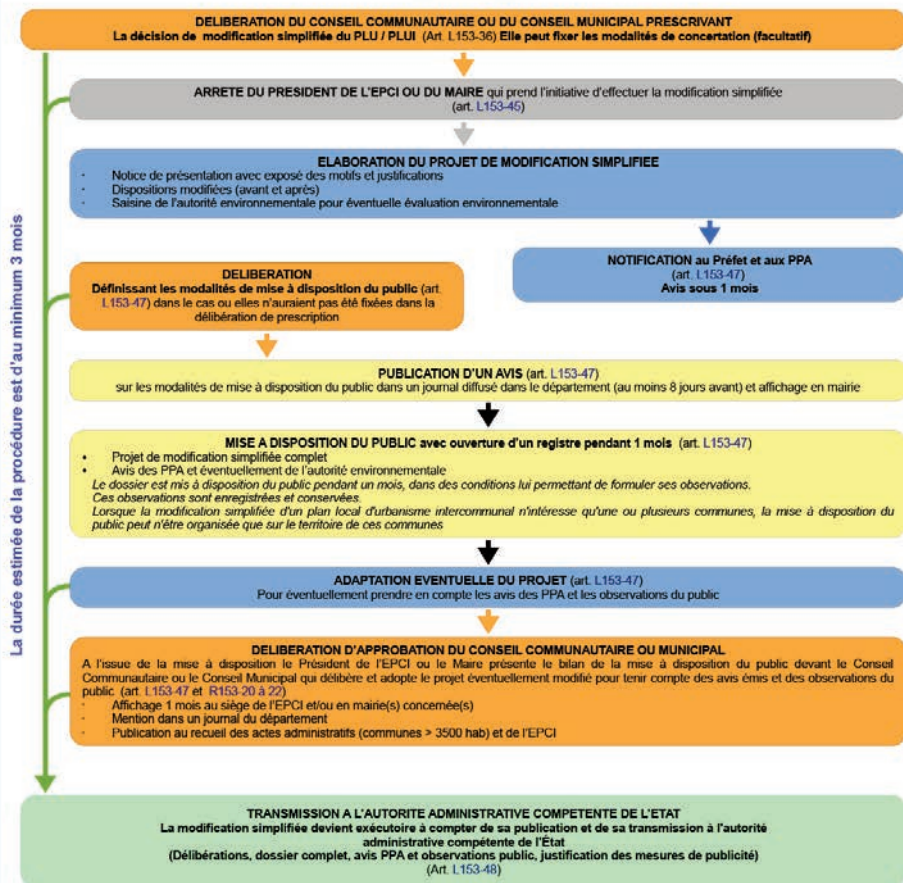 DELIBERATION DU CONSEIL COMMUNAUTAIRE OU DU CONSEIL MUNICIPAL PRESCRIVANT
La décision de modification simplifiée du PLU / PLUI (Art. L153-36) Elle peut fixer les modalités de concertation (facultatif)
ARRETE DU PRESIDENT DE L'EPCI OU DU MAIRE qui prend l'initiative d'effectuer la modification simplifiée
(art. L153-45)
ELABORATION DU PROJET DE MODIFICATION SIMPLIFIEE
· Notice de présentation avec exposé des motifs et justifications
· Dispositions modifiées (avant et après)
· Saisine de l'autorité environnementale pour éventuelle évaluation environnementale
NOTIFICATION au Préfet et aux PPA
(art. L153-47)
Avis sous 1 mois
DELIBERATION
Définissant les modalités de mise à disposition du public (art.
L153-47) dans le cas ou elles n'auraient pas été fixées dans la
délibération de prescription
PUBLICATION D'UN AVIS (art. L153-47)
sur les modalités de mise à disposition du public dans un journal diffusé dans le département (au moins 8 jours avant) et affichage en mairie
MISE A DISPOSITION DU PUBLIC avec ouverture d'un registre pendant 1 mois (art. L153-47)
• Projet de modification simplifiée complet
• Avis des PPA et éventuellement de l'autorité environnementale
Le dossier est mis à disposition du public pendant un mois, dans des conditions lui permettant de formuler ses observations.
Ces observations sont enregistrées et conservées.
Lorsque la modification simplifiée d'un plan local d'urbanisme intercommunal n'intéresse qu'une ou plusieurs communes, la mise à disposition du
public peut n'être organisée que sur le territoire de ces communes
ADAPTATION EVENTUELLE DU PROJET (art. L153-47)
Pour éventuellement prendre en compte les avis des PPA et les observations du public
DELIBERATION D'APPROBATION DU CONSEIL COMMUNAUTAIRE OU MUNICIPAL
A l'issue de la mise à disposition le Président de l'EPCI ou le Maire présente le bilan de la mise à disposition du public devant le Conseil
Communautaire ou le Conseil Municipal qui délibère et adopte le projet éventuellement modifié pour tenir compte des avis émis et des observations du
public (art. L153-47 et R153-20 à 22)
· Affichage 1 mois au siège de l'EPCI et/ou en mairie(s) concernée(s)
· Mention dans un journal du département
· Publication au recueil des actes administratifs (communes > 3500 hab) et de l'EPCI
TRANSMISSION A L'AUTORITE ADMINISTRATIVE COMPETENTE DE L'ETAT
La modification simplifiée devient exécutoire à compter de sa publication et de sa transmission à l'autorité
administrative compétente de l'État
(Délibérations, dossier complet, avis PPA et observations public, justification des mesures de publicité)
(Art. L153-48)
La durée estimée de la procédure est d'au minimum 3 mois